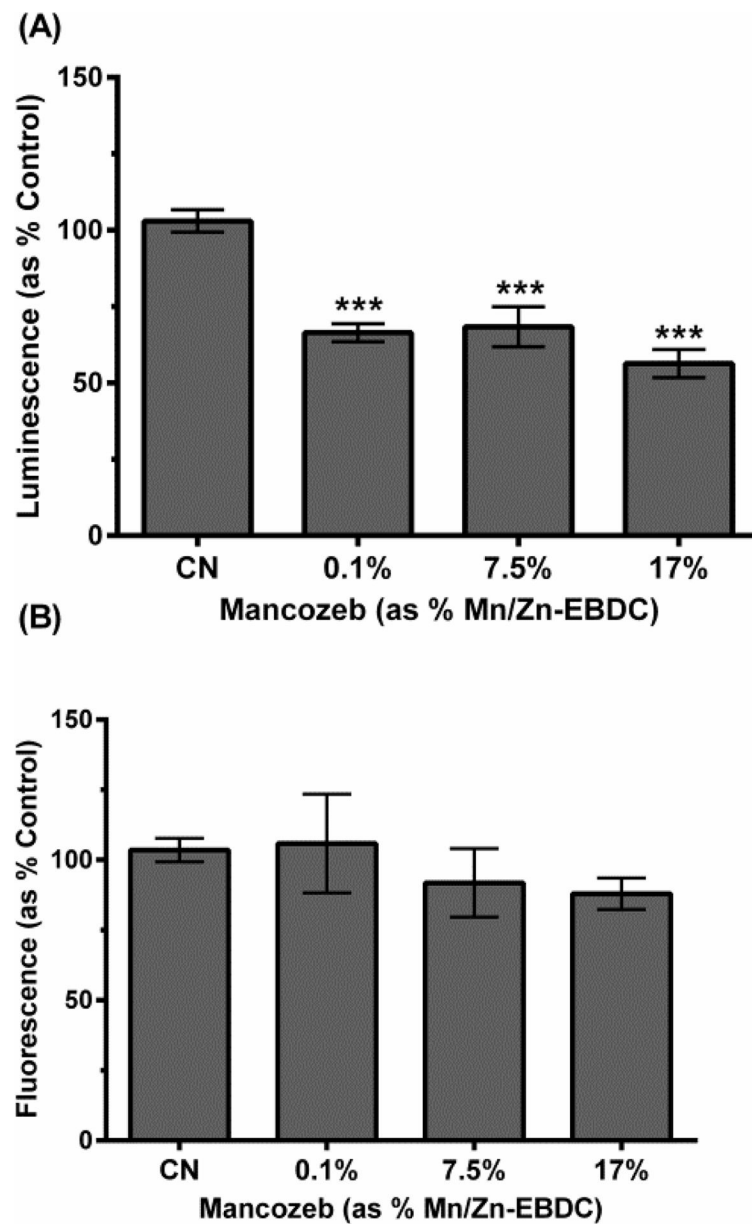 (A)
Luminescence (as % Control)
150
100
50
0
***
***
***
CN 0.1% 7.5% 17%
Mancozeb (as % Mn/Zn-EBDC)
(B)
Fluorescence (as % Control)
150
100
50
0
CN 0.1% 7.5% 17%
Mancozeb (as % Mn/Zn-EBDC)